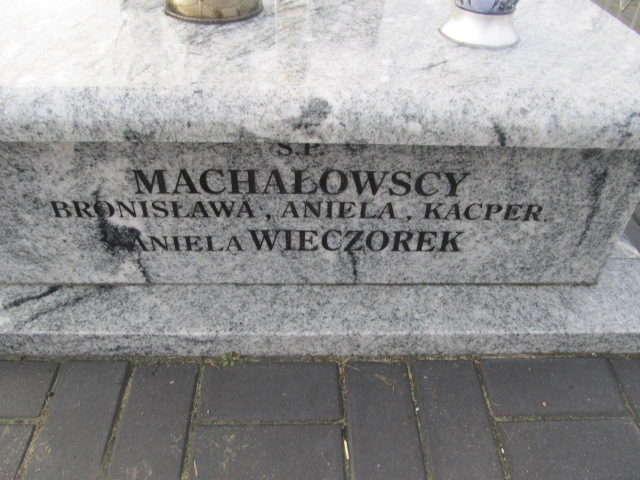 Ś.P.
MACHAŁOWSCY
BRONISŁAWA, ANIELA, KACPER.
ANIELA WIECZOREK